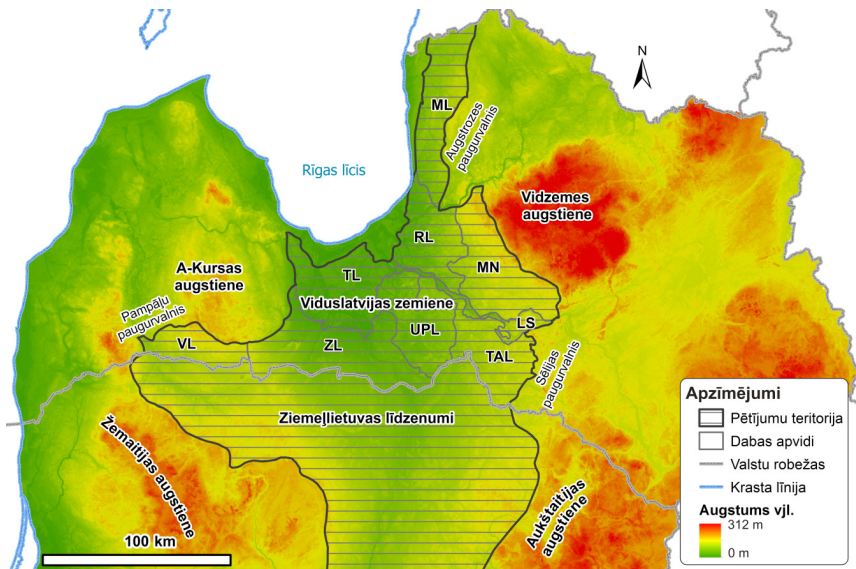 N
ML
Augstrozes
paugurvalnis
Rīgas līcis
Vidzemes
augstiene
RL
A-Kursas
augstiene
MN
TL
Pampāļu
paugurvalnis
Viduslatvijas zemiene
LS
UPL
VL
ZL
TAL
Sēlijas
paugurvalnis
Ziemeļlietuvas līdzenumi
Žemaitijas augstiene
Aukštaitijas
augstiene
100 km
Apzīmējumi
Pētījumu teritorija
Dabas apvidi
Valstu robežas
Krasta līnija
Augstums vjl.
312 m
0 m